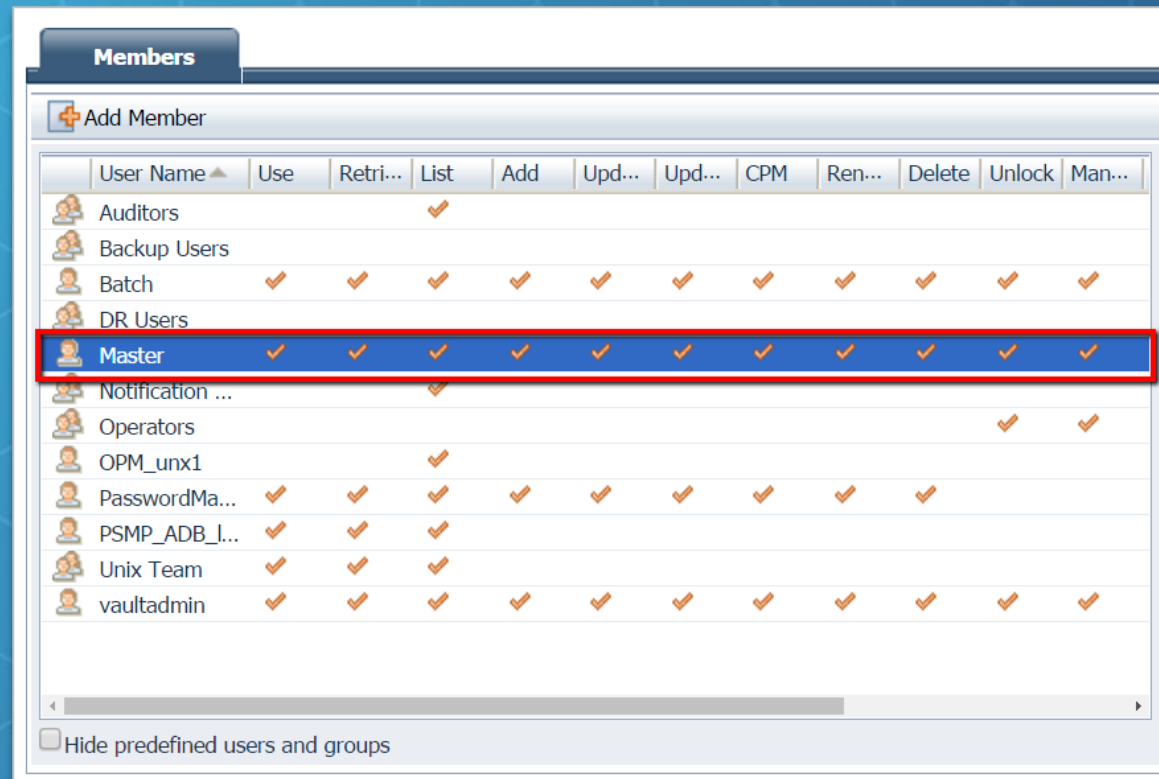 Members
Add Member
User Name Use Retri... List Add Upd... Upd... CPM Ren... Delete Unlock Man...
Auditors
Backup Users
Batch
DR Users
Master
Notification ...
Operators
OPM_unx1
PasswordMa...
PSMP_ADB_l...
Unix Team
vaultadmin
Hide predefined users and groups